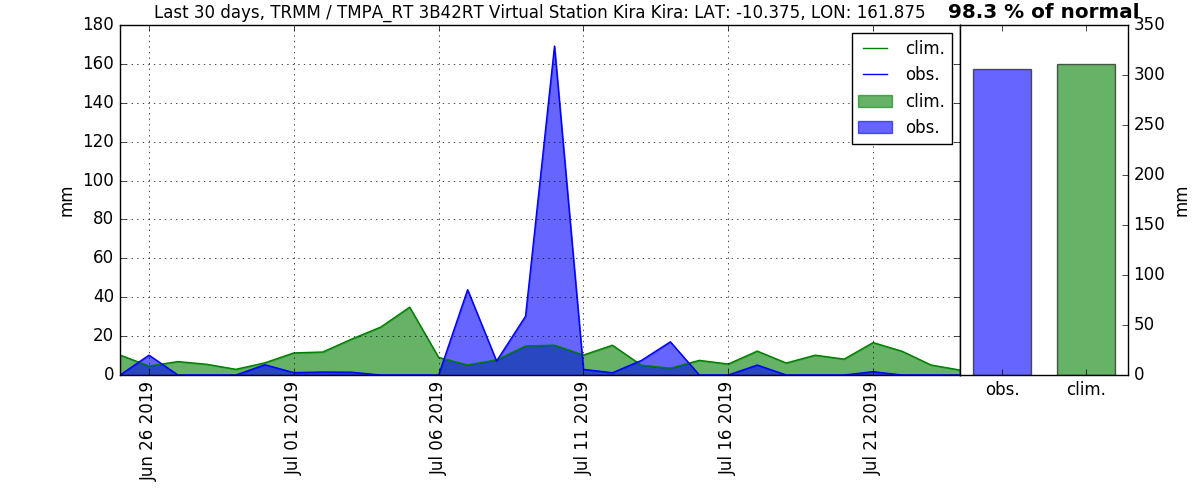 Last 30 days, TRMM / TMPA_RT 3B42RT Virtual Station Kira Kira: LAT: -10.375, LON: 161.875
98.3 % of normal
180
160
140
120
100
80
60
40
20
0
mm
clim.
obs.
clim.
obs.
350
300
250
200
150
100
50
0
mm
Jun 26 2019
Jul 01 2019
Jul 06 2019
Jul 11 2019
Jul 16 2019
Jul 21 2019
obs.
clim.